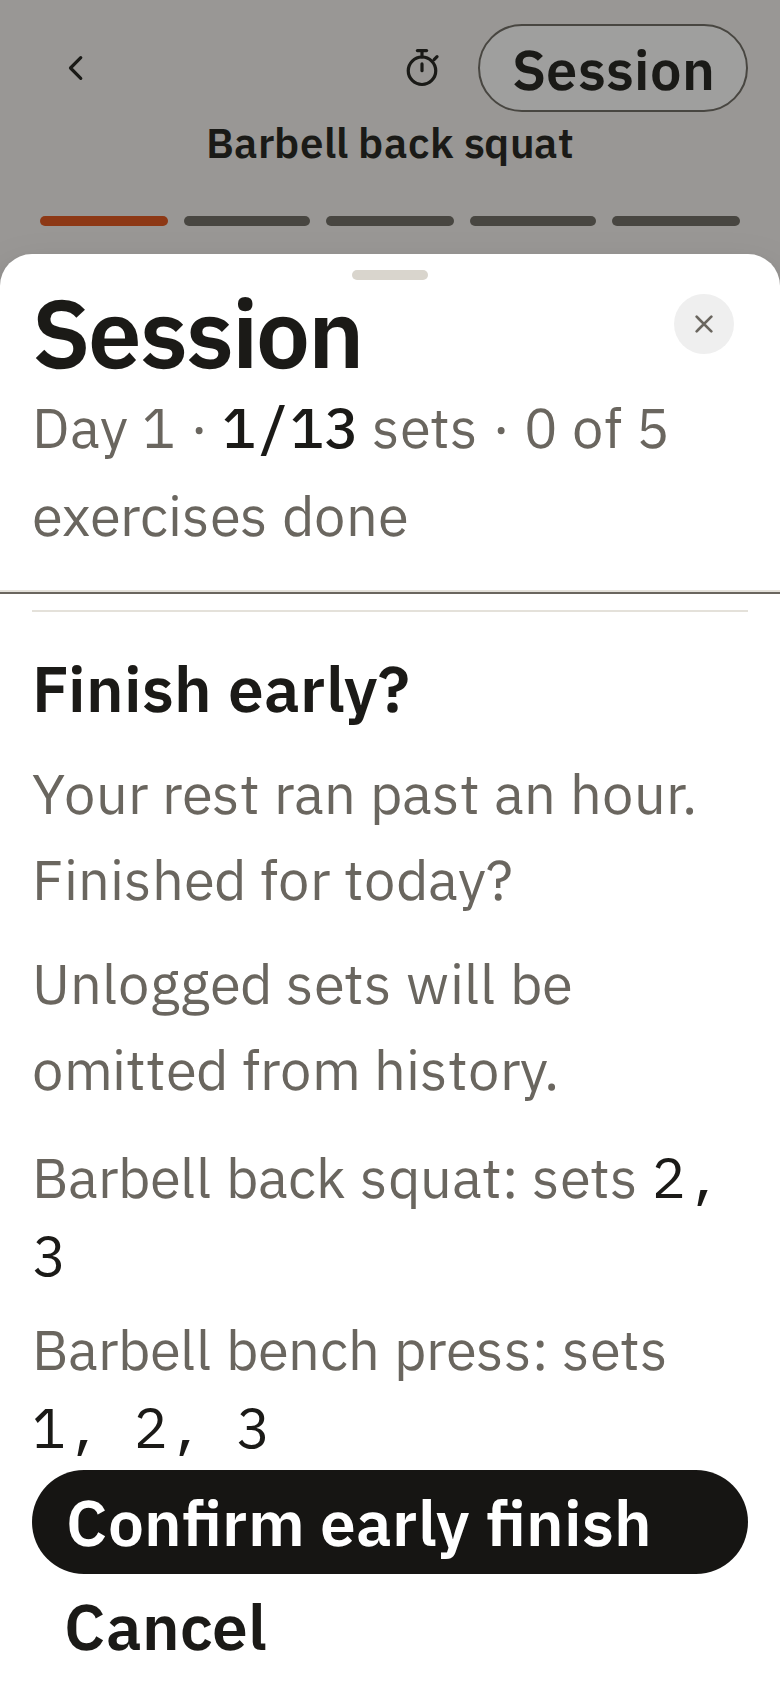 Session
Barbell back squat
Session
Day 1 · 1/13 sets · 0 of 5
exercises done
Finish early?
Your rest ran past an hour.
Finished for today?
Unlogged sets will be
omitted from history.
Barbell back squat: sets 2,
3
Barbell bench press: sets
1, 2, 3
Confirm early finish
Cancel